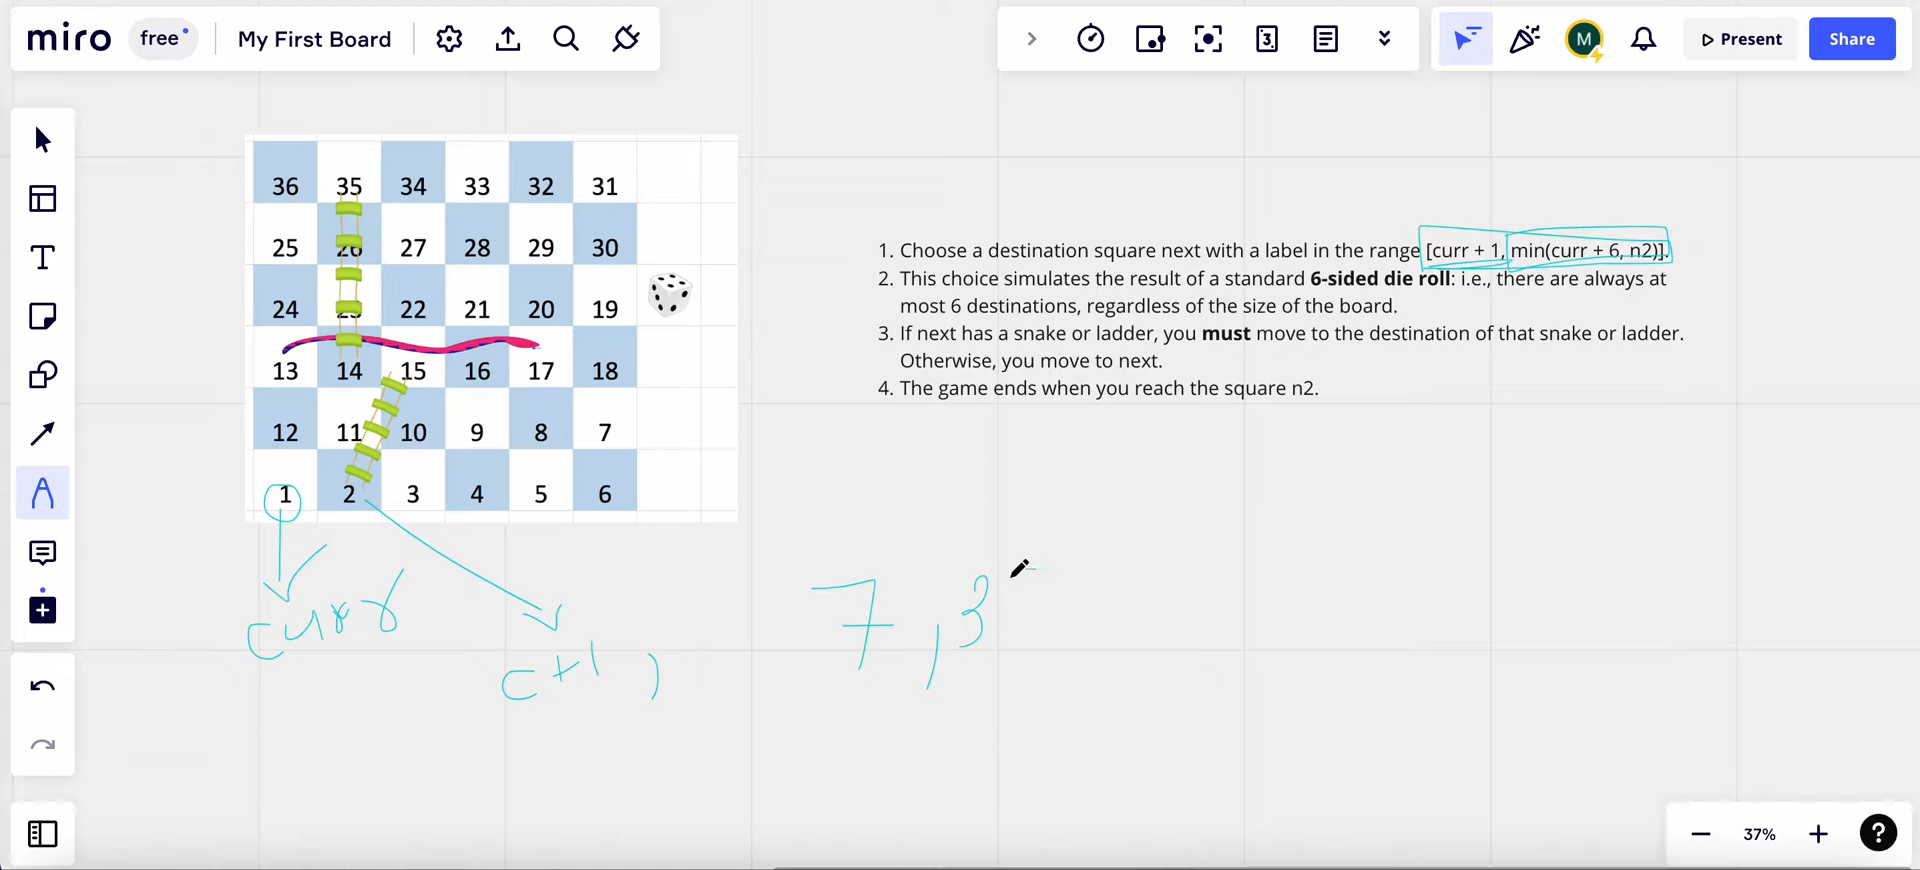 miro free My First Board
Present Share
M
36 35 34 33 32 31
25 26 27 28 29 30
24 23 22 21 20 19
13 14 15 16 17 18
12 11 10 9 8 7
1 2 3 4 5 6
1. Choose a destination square next with a label in the range [curr + 1, min(curr + 6, n2)].
2. This choice simulates the result of a standard 6-sided die roll: i.e., there are always at
most 6 destinations, regardless of the size of the board.
3. If next has a snake or ladder, you must move to the destination of that snake or ladder.
Otherwise, you move to next.
4. The game ends when you reach the square n2.
curr
c+1 )
7,3
37%